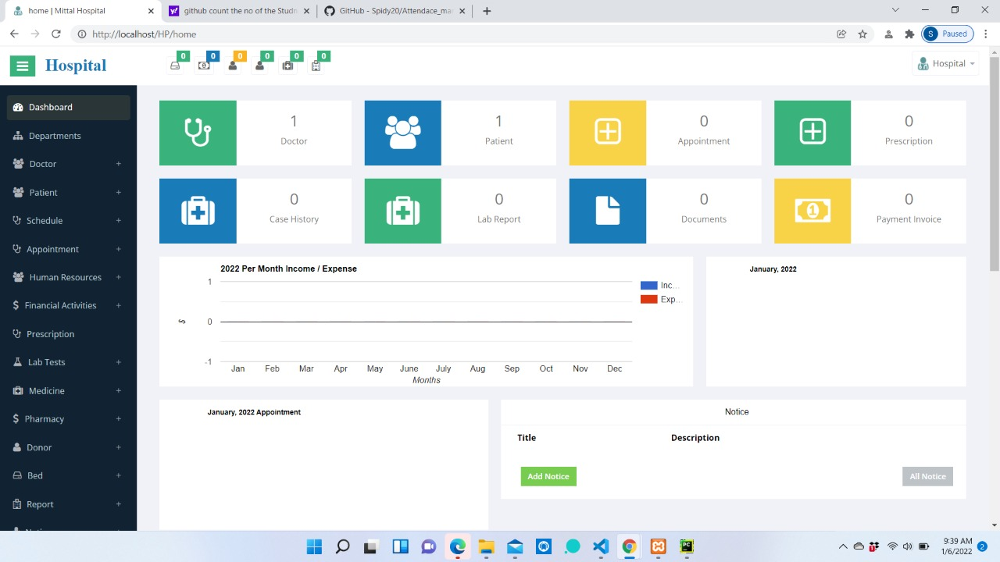 home | Mittal Hospital
github count the no of the Stude
GitHub - Spidy20/Attendace_ma
http://localhost/HP/home
S Paused
Hospital
0 0 0 0 0 0
Hospital
Dashboard
Departments
Doctor +
Patient +
Schedule +
Appointment +
Human Resources +
Financial Activities +
Prescription
Lab Tests +
Medicine +
Pharmacy +
Donor +
Bed +
Report +
1
Doctor
1
Patient
0
Appointment
0
Prescription
0
Case History
0
Lab Report
0
Documents
0
Payment Invoice
2022 Per Month Income / Expense
1
0
-1
$
Jan Feb Mar Apr May June July Aug Sep Oct Nov Dec
Months
Inc...
Exp...
January, 2022
January, 2022 Appointment
Notice
Title Description
Add Notice
All Notice
9:39 AM
1/6/2022
2